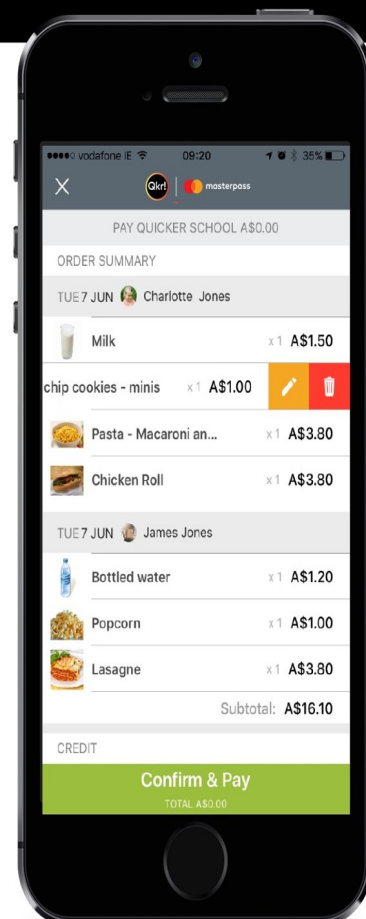 vodafone IE 09:20 35%
X Qkr! masterpass
PAY QUICKER SCHOOL A$0.00
ORDER SUMMARY
TUE 7 JUN Charlotte Jones
Milk x 1 A$1.50
chip cookies - minis x 1 A$1.00
Pasta - Macaroni an... x 1 A$3.80
Chicken Roll x 1 A$3.80
TUE 7 JUN James Jones
Bottled water x 1 A$1.20
Popcorn x 1 A$1.00
Lasagne x 1 A$3.80
Subtotal: A$16.10
CREDIT
Confirm & Pay
TOTAL A$0.00